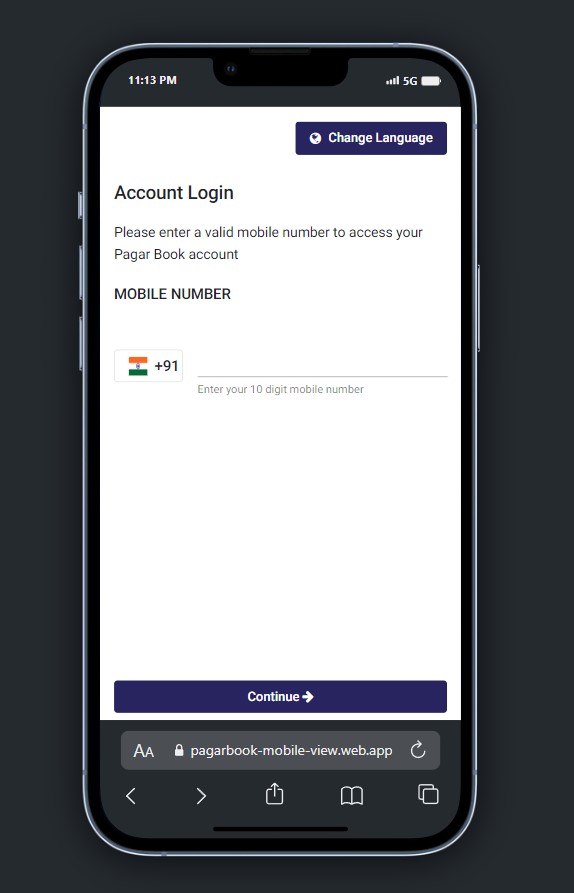 11:13 PM 5G
Change Language
Account Login
Please enter a valid mobile number to access your
Pagar Book account
MOBILE NUMBER
+91
Enter your 10 digit mobile number
Continue
AA pagarbook-mobile-view.web.app